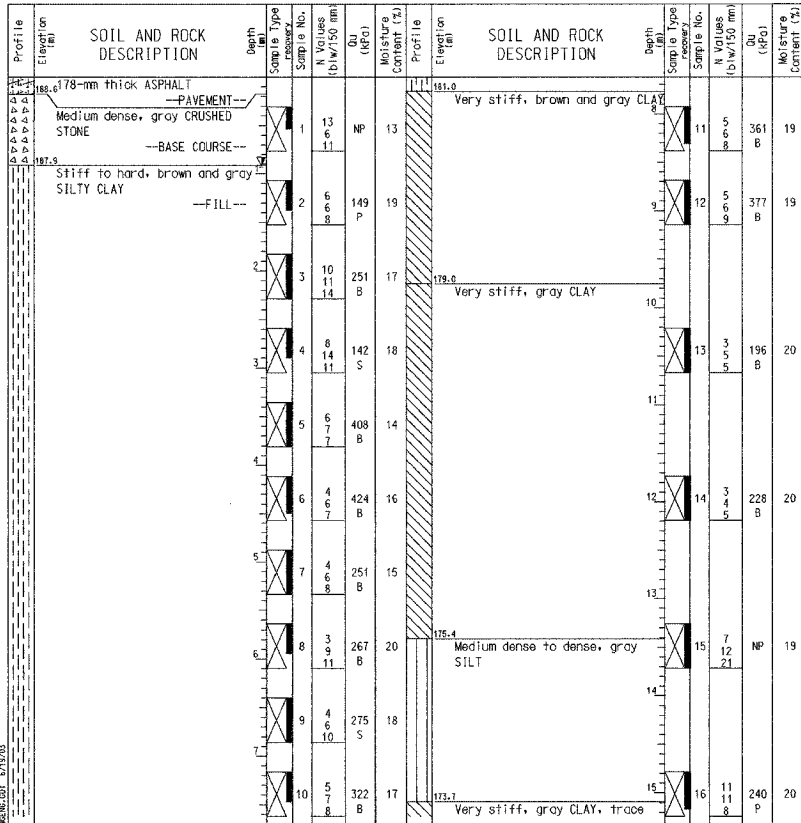 Profile
Elevation (m)
SOIL AND ROCK
DESCRIPTION
Depth (m)
Sample Type
recovery
Sample No.
N Values
(blw/150 mm)
Qu
(kPa)
Moisture
Content (%)
188.6 178-mm thick ASPHALT
--PAVEMENT--
Medium dense, gray CRUSHED
STONE
--BASE COURSE--
187.9
Stiff to hard, brown and gray
SILTY CLAY
--FILL--
1 13 6 11 NP 13
2 6 6 8 149 P 19
2
3 10 11 14 251 B 17
3
4 8 14 11 142 S 18
5 6 7 7 408 B 14
4
6 4 6 7 424 B 16
5
7 4 6 8 251 B 15
6
8 3 9 11 267 B 20
9 4 6 10 275 S 18
7
10 5 7 8 322 B 17
6/19/03
Profile
Elevation (m)
SOIL AND ROCK
DESCRIPTION
Depth (m)
Sample Type
recovery
Sample No.
N Values
(blw/150 mm)
Qu
(kPa)
Moisture
Content (%)
181.0
Very stiff, brown and gray CLAY
8
11 5 6 8 361 B 19
9
12 5 6 9 377 B 19
179.0
Very stiff, gray CLAY
10
13 3 5 5 196 B 20
11
12
14 3 4 5 228 B 20
13
175.4
Medium dense to dense, gray
SILT
15 7 12 21 NP 19
14
15
16 11 11 8 240 P 20
173.7
Very stiff, gray CLAY, trace